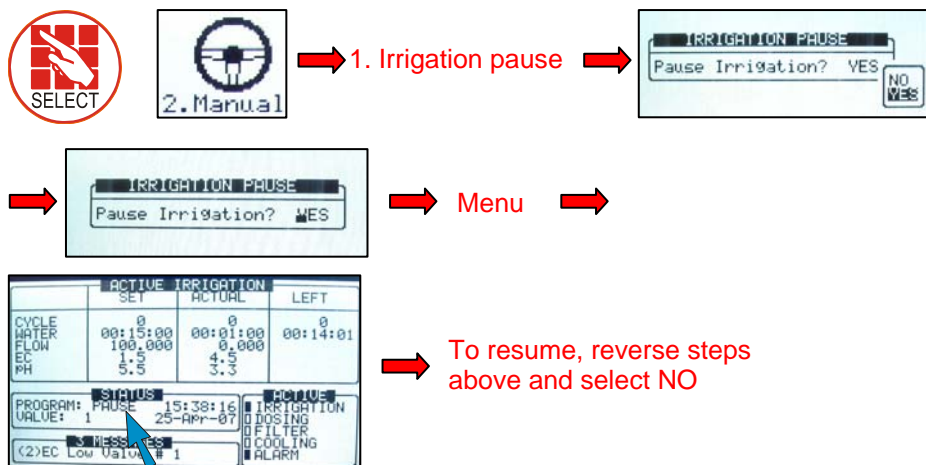 SELECT
2.Manual
1. Irrigation pause
IRRIGATION PAUSE
Pause Irrigation? YES
NO
YES
IRRIGATION PAUSE
Pause Irrigation? YES
Menu
ACTIVE IRRIGATION
SET ACTUAL LEFT
CYCLE 0 0 0
WATER 00:15:00 00:01:00 00:14:01
FLOW 100.000 0.000
EC 1.5 4.5
PH 5.5 3.3
STATUS
PROGRAM: PAUSE 15:38:16
VALVE: 1 25-Apr-07
3 MESSAGES
(2)EC Low Valve # 1
ACTIVE
IRRIGATION
DOSING
FILTER
COOLING
ALARM
To resume, reverse steps
above and select NO